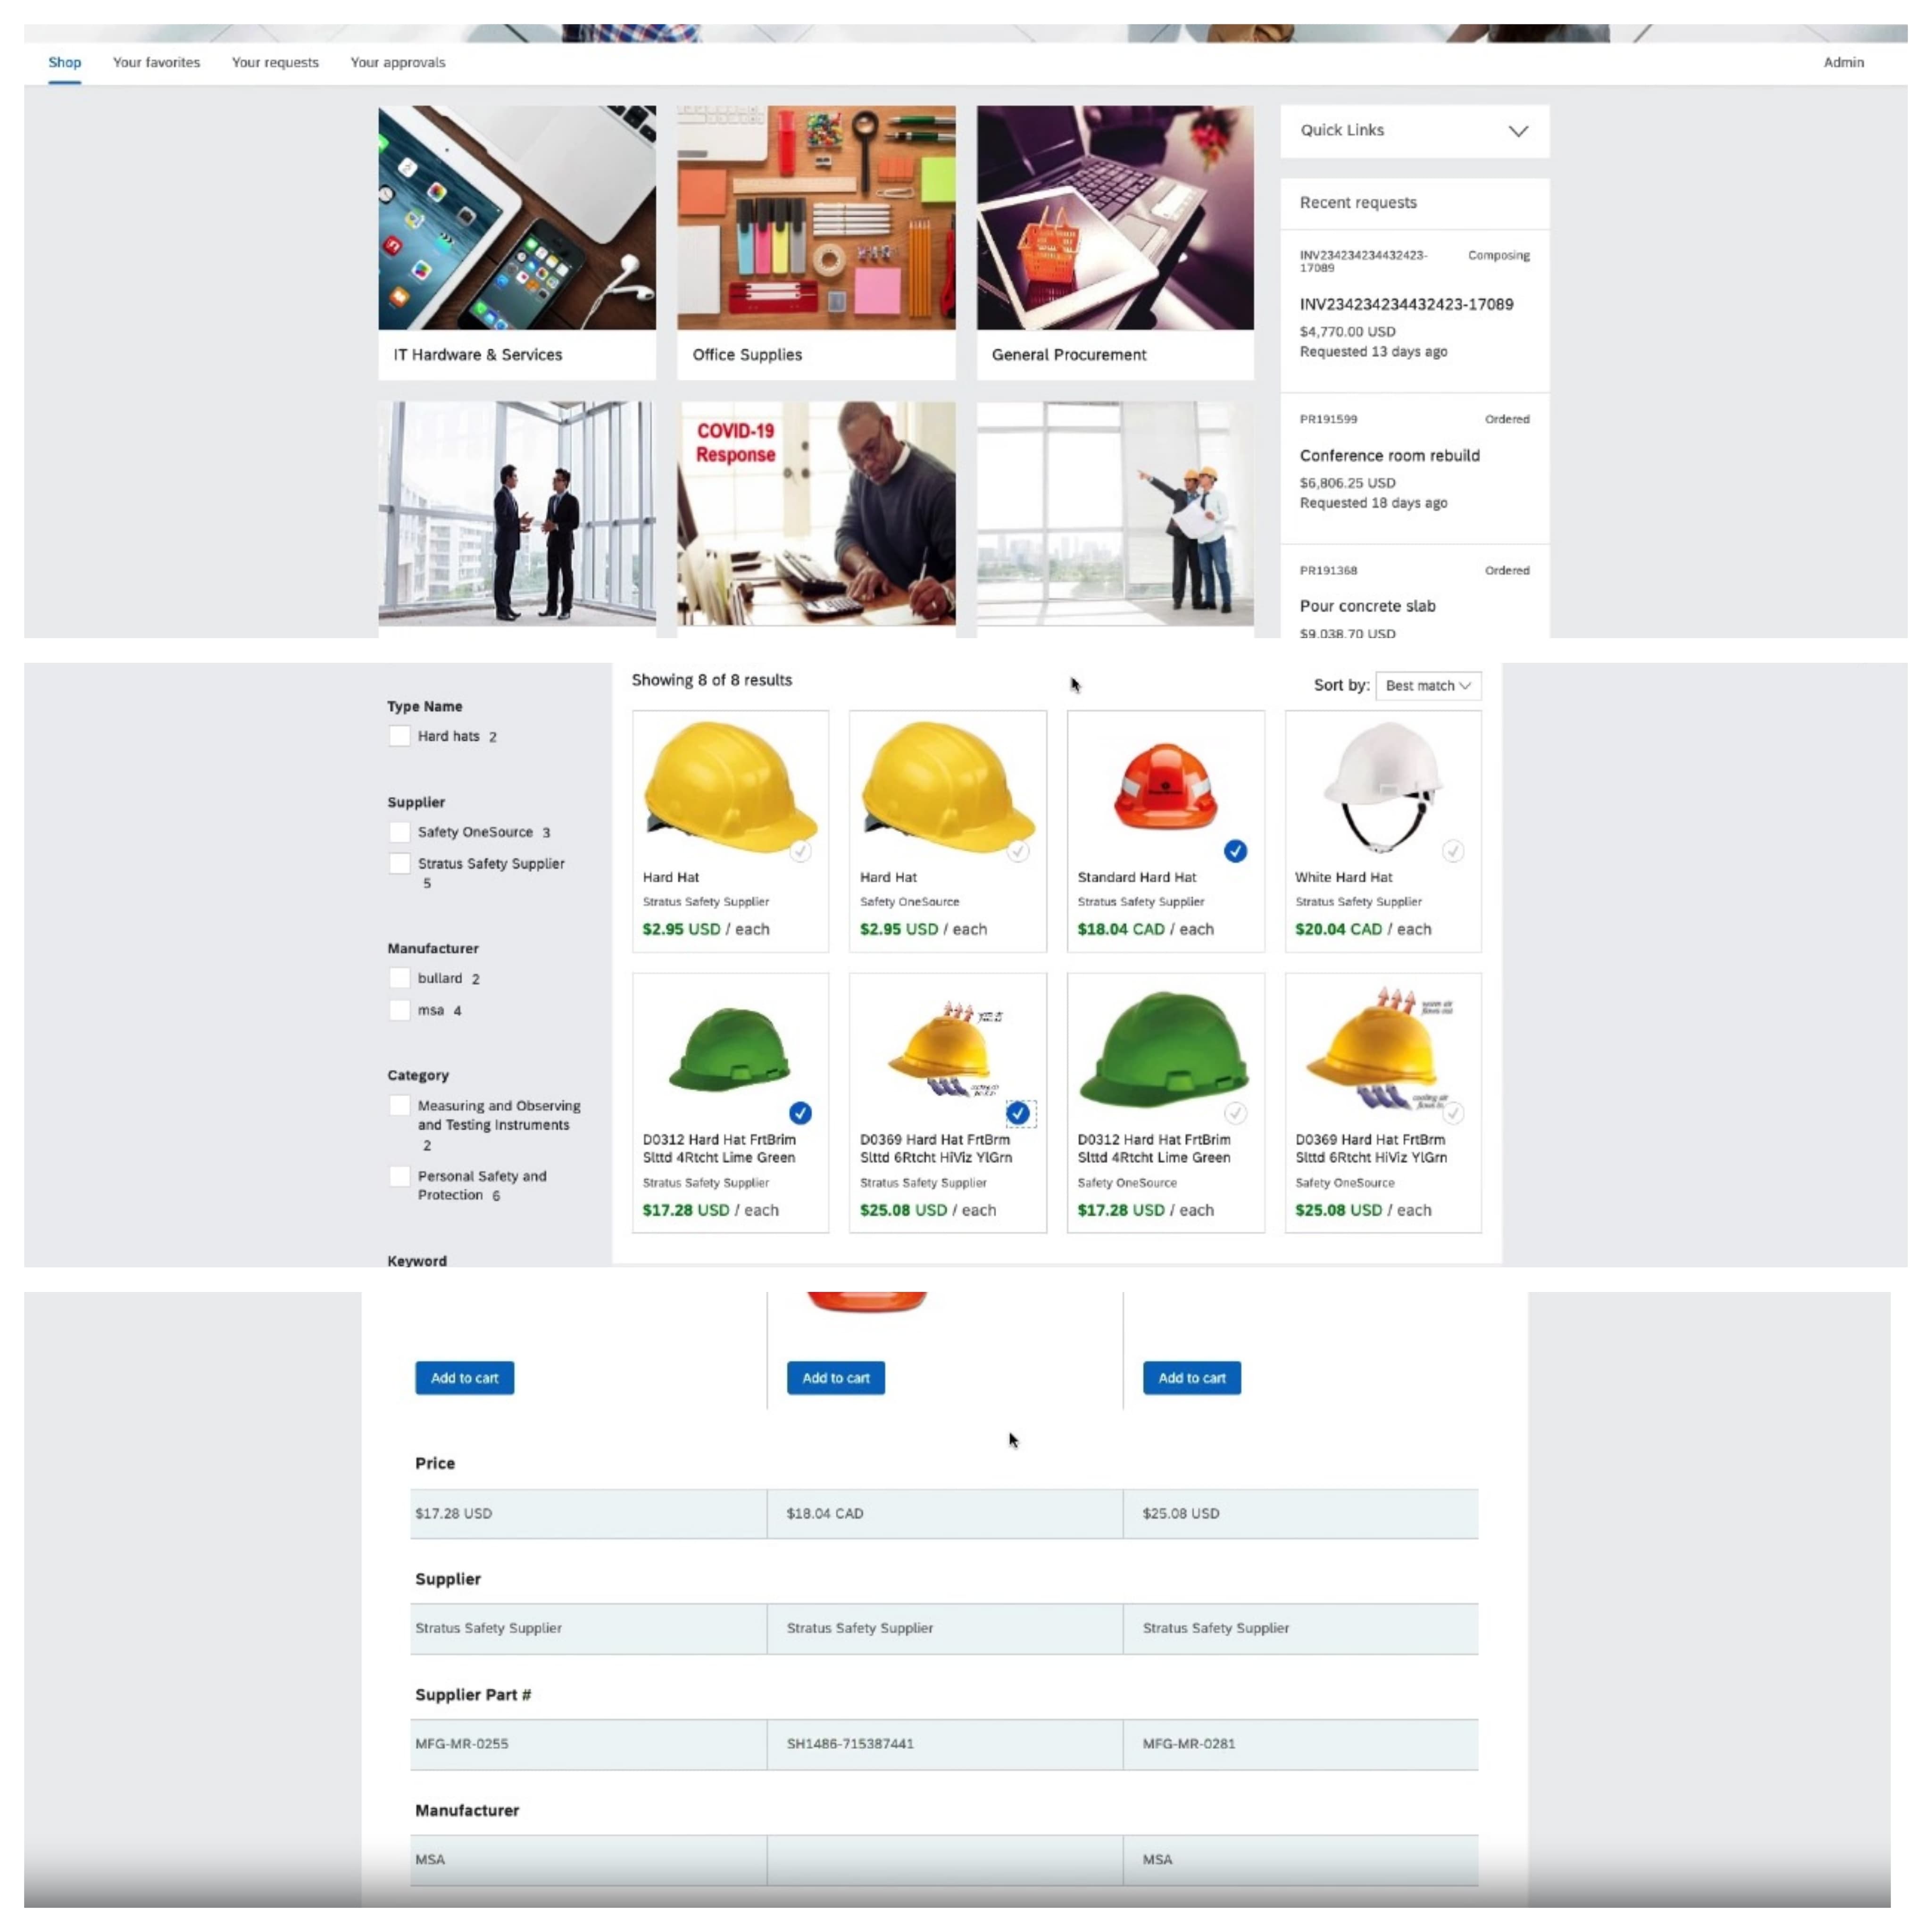 Shop
Your favorites
Your requests
Your approvals
Admin
IT Hardware & Services
Office Supplies
General Procurement
COVID-19
Response
Quick Links
Recent requests
INV234234234432423-
17089
Composing
INV234234234432423-17089
$4,770.00 USD
Requested 13 days ago
PR191599
Ordered
Conference room rebuild
$6,806.25 USD
Requested 18 days ago
PR191368
Ordered
Pour concrete slab
$9,038.70 USD
Type Name
Hard hats 2
Supplier
Safety OneSource 3
Stratus Safety Supplier
5
Manufacturer
bullard 2
msa 4
Category
Measuring and Observing
and Testing Instruments
2
Personal Safety and
Protection 6
Keyword
Showing 8 of 8 results
Sort by: Best match
Hard Hat
Stratus Safety Supplier
$2.95 USD / each
Hard Hat
Safety OneSource
$2.95 USD / each
Standard Hard Hat
Stratus Safety Supplier
$18.04 CAD / each
White Hard Hat
Stratus Safety Supplier
$20.04 CAD / each
D0312 Hard Hat FrtBrim
Slttd 4Rtcht Lime Green
Stratus Safety Supplier
$17.28 USD / each
D0369 Hard Hat FrtBrm
Slttd 6Rtcht HiViz YlGrn
Stratus Safety Supplier
$25.08 USD / each
D0312 Hard Hat FrtBrim
Slttd 4Rtcht Lime Green
Safety OneSource
$17.28 USD / each
warm air
flows out
cooling air
flows in
D0369 Hard Hat FrtBrm
Slttd 6Rtcht HiViz YlGrn
Safety OneSource
$25.08 USD / each
Add to cart
Add to cart
Add to cart
Price
$17.28 USD
$18.04 CAD
$25.08 USD
Supplier
Stratus Safety Supplier
Stratus Safety Supplier
Stratus Safety Supplier
Supplier Part #
MFG-MR-0255
SH1486-715387441
MFG-MR-0281
Manufacturer
MSA
MSA